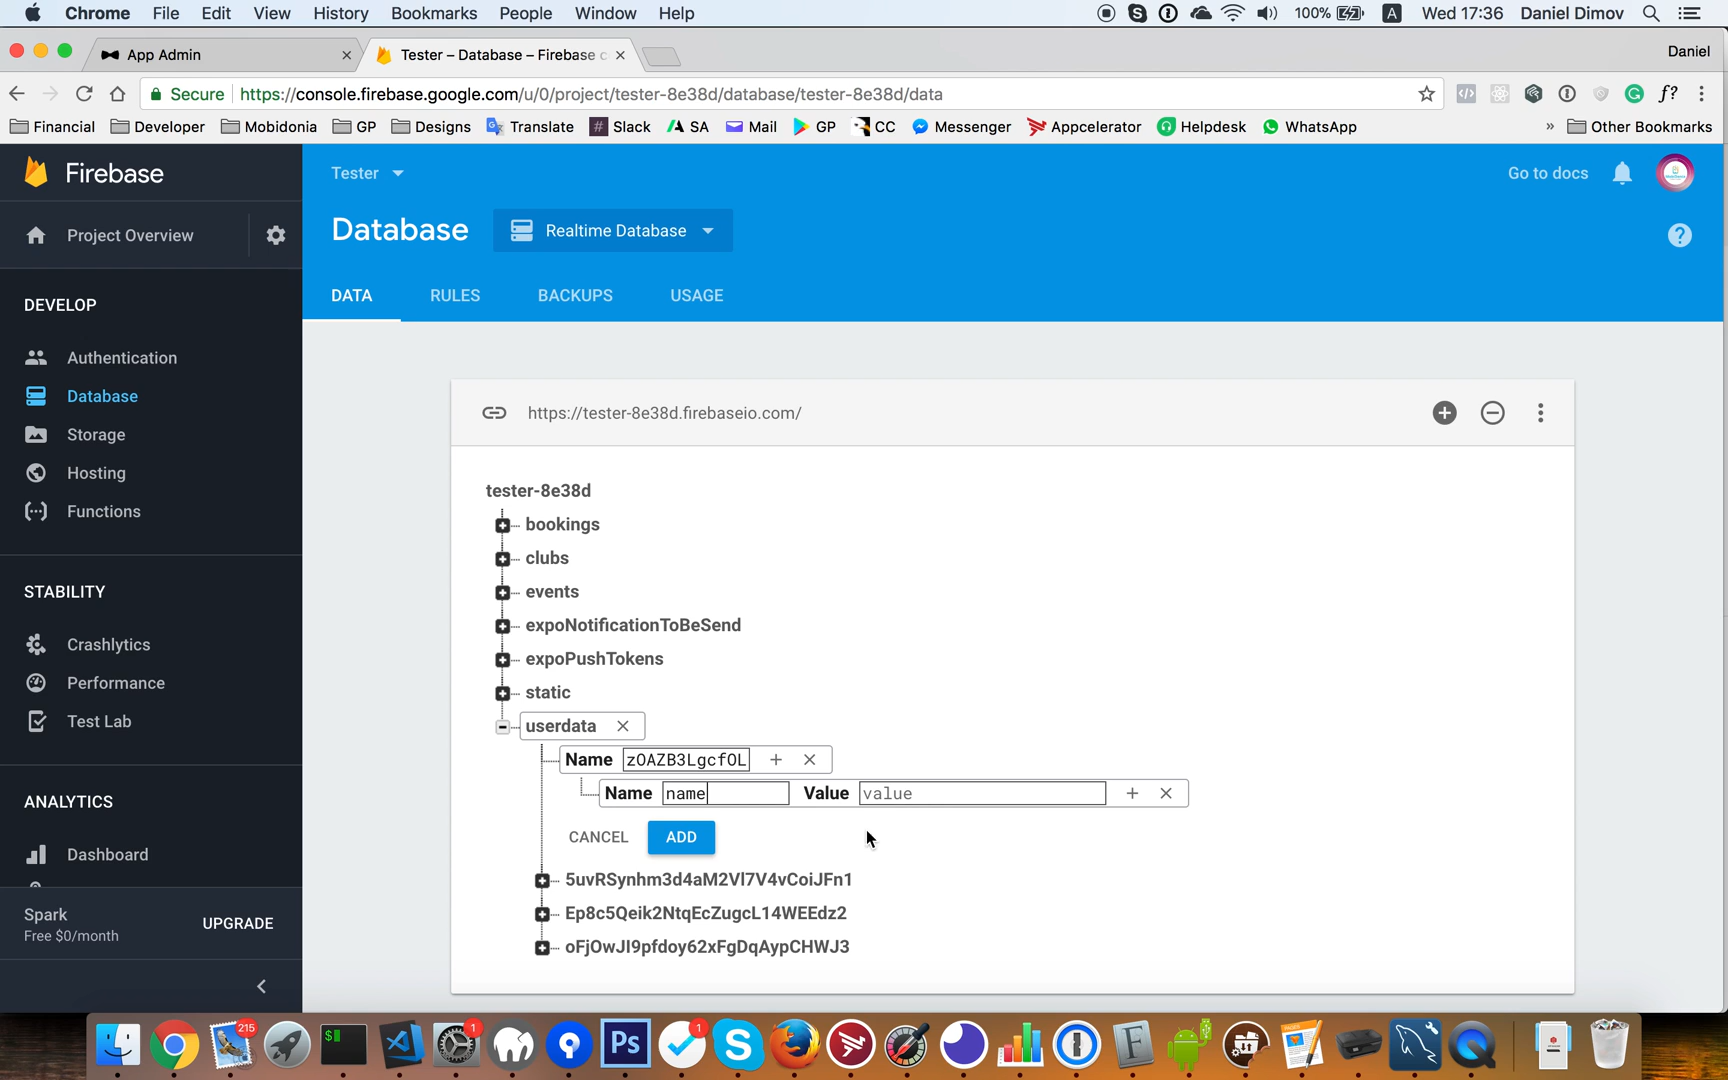 Chrome File Edit View History Bookmarks People Window Help 100% A Wed 17:36 Daniel Dimov
App Admin Tester – Database – Firebase c Daniel
Secure https://console.firebase.google.com/u/0/project/tester-8e38d/database/tester-8e38d/data f?
Financial Developer Mobidonia GP Designs Translate Slack SA Mail GP CC Messenger Appcelerator Helpdesk WhatsApp » Other Bookmarks
Firebase
Tester
Go to docs
Project Overview
Database
Realtime Database
?
DATA RULES BACKUPS USAGE
DEVELOP
Authentication
Database
Storage
Hosting
Functions
STABILITY
Crashlytics
Performance
Test Lab
ANALYTICS
Dashboard
Spark
Free $0/month
UPGRADE
https://tester-8e38d.firebaseio.com/
tester-8e38d
bookings
clubs
events
expoNotificationToBeSend
expoPushTokens
static
userdata
Name zOAZB3LgcfOL
Name name Value value
CANCEL ADD
5uvRSynhm3d4aM2Vl7V4vCoiJFn1
Ep8c5Qeik2NtqEcZugcL14WEEdz2
oFjOwJI9pfdoy62xFgDqAypCHWJ3
215 $ 1 Ps 1 S F PAGES